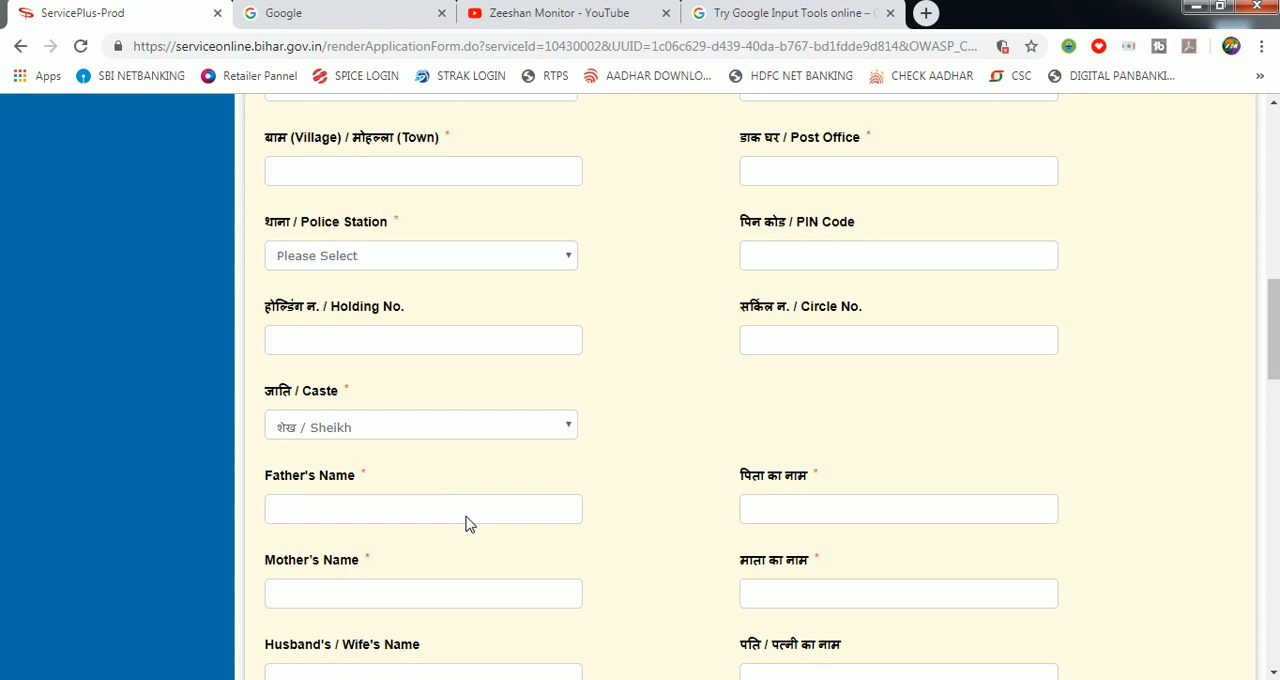 ServicePlus-Prod
Google
Zeeshan Monitor - YouTube
Try Google Input Tools online –
https://serviceonline.bihar.gov.in/renderApplicationForm.do?serviceId=10430002&UUID=1c06c629-d439-40da-b767-bd1fdde9d814&OWASP_C...
Apps
SBI NETBANKING
Retailer Panel
SPICE LOGIN
STAK LOGIN
RTPS
AADHAR DOWNLO...
HDFC NET BANKING
CHECK AADHAR
CSC
DIGITAL PANBANKI...
»
ग्राम (Village) / मोहल्ला (Town) *
डाक घर / Post Office *
थाना / Police Station *
पिन कोड / PIN Code
Please Select
होल्डिंग न. / Holding No.
सर्किल न. / Circle No.
जाति / Caste *
शेख / Sheikh
Father's Name *
पिता का नाम *
Mother's Name *
माता का नाम *
Husband's / Wife's Name
पति / पत्नी का नाम